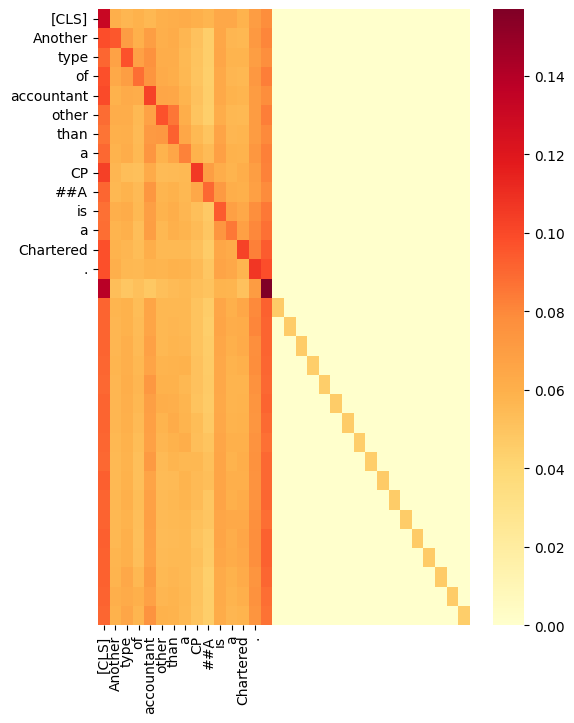 [CLS]
Another
type
of
accountant
other
than
a
CP
##A
is
a
Chartered
.
0.14
0.12
0.10
0.08
0.06
0.04
0.02
0.00
[CLS]
Another
type
of
accountant
other
than
a
CP
##A
is
a
Chartered
.